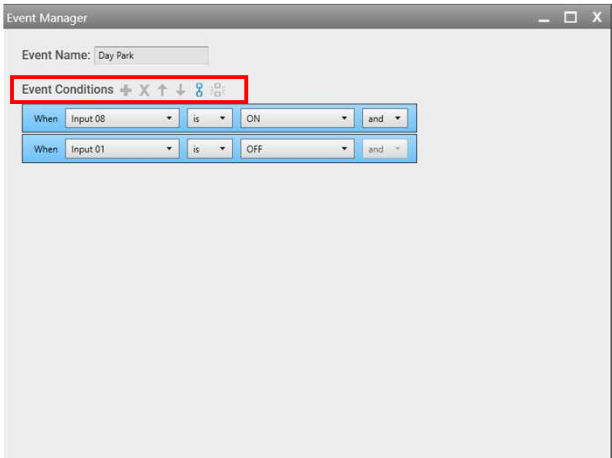 Event Manager
Event Name: Day Park
Event Conditions
When Input 08 is ON and
When Input 01 is OFF and